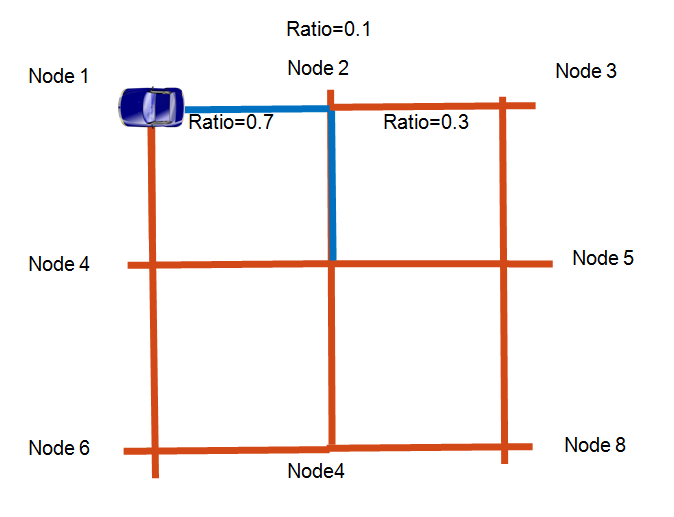 Ratio=0.1
Node 1
Node 2
Node 3
Ratio=0.7
Ratio=0.3
Node 4
Node 5
Node 6
Node4
Node 8